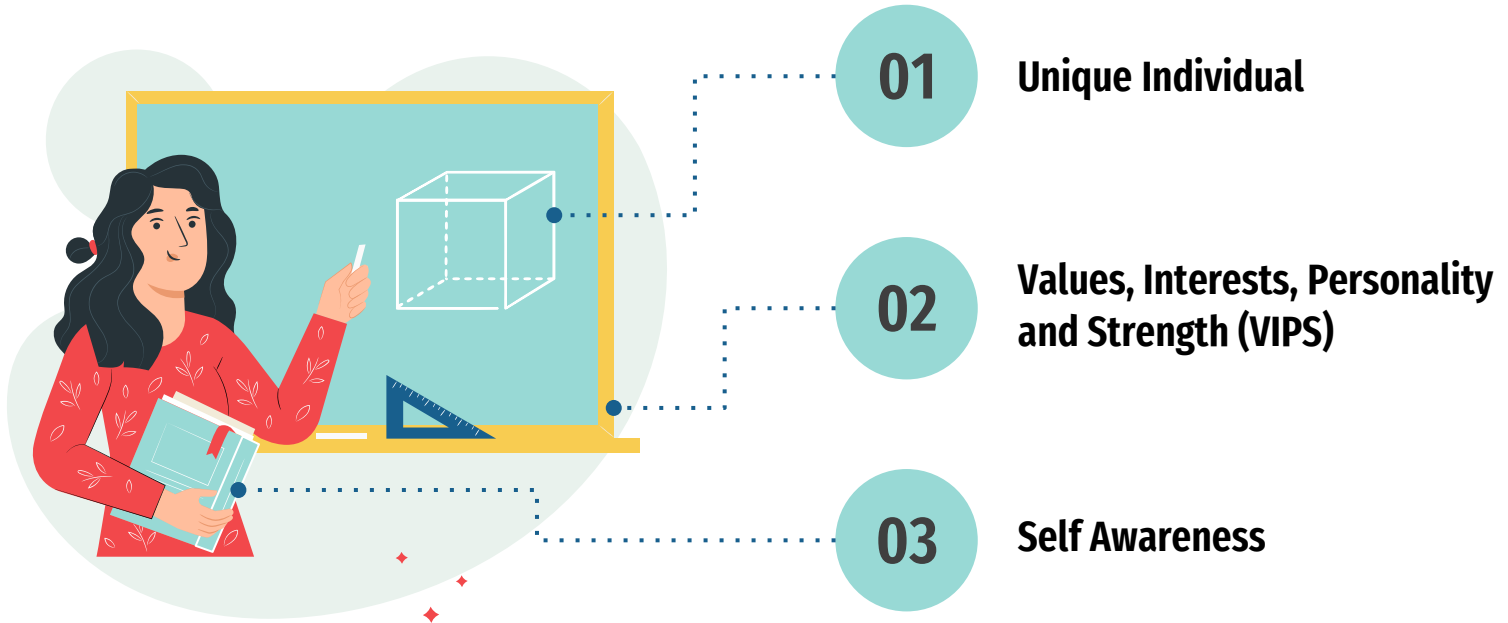 01
Unique Individual
02
Values, Interests, Personality
and Strength (VIPS)
03
Self Awareness